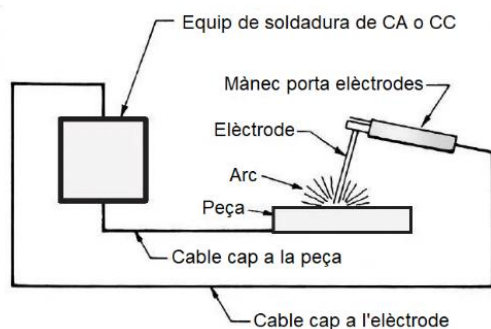 Equip de soldadura de CA o CC
Mànec porta elèctrodes
Elèctrode
Arc
Peça
Cable cap a la peça
Cable cap a l'elèctrode